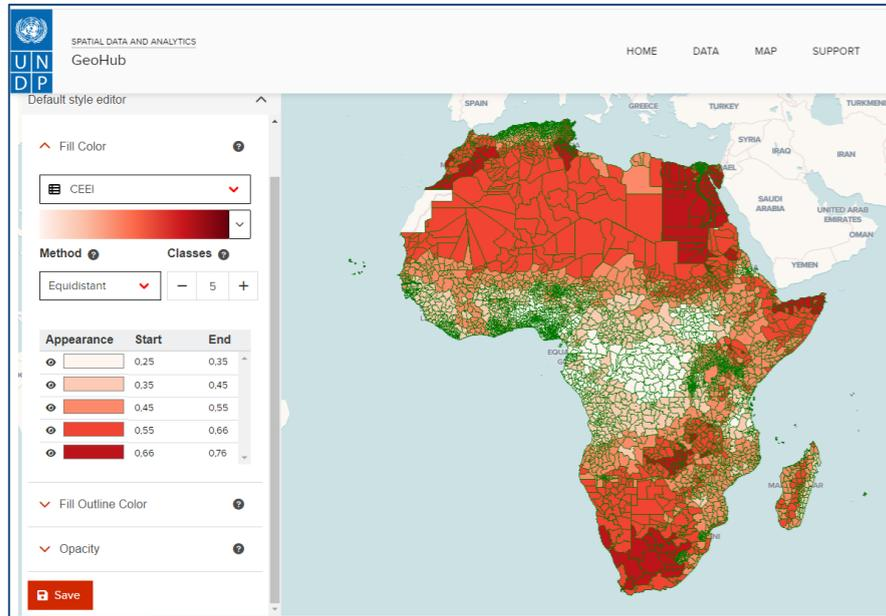 UN
DP
SPATIAL DATA AND ANALYTICS
GeoHub
HOME DATA MAP SUPPORT
Default style editor
Fill Color ?
CEEI
Method ? Classes ?
Equidistant − 5 +
Appearance Start End
0,25 0,35
0,35 0,45
0,45 0,55
0,55 0,66
0,66 0,76
Fill Outline Color ?
Opacity ?
Save
SPAIN
GREECE
TURKEY
SYRIA
IRAQ
IRAN
SAUDI
ARABIA
UNITED ARAB
EMIRATES
OMAN
YEMEN